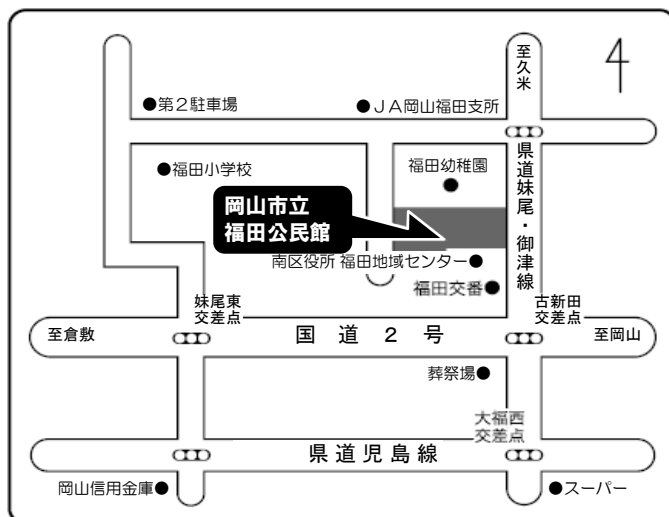 至久米
●第2駐車場
●JA岡山福田支所
県道妹尾・御津線
●福田小学校
福田幼稚園
●
岡山市立
福田公民館
南区役所 福田地域センター●
福田交番●
妹尾東
交差点
古新田
交差点
至倉敷
国道2号
至岡山
葬祭場●
大福西
交差点
県道児島線
岡山信用金庫●
●スーパー